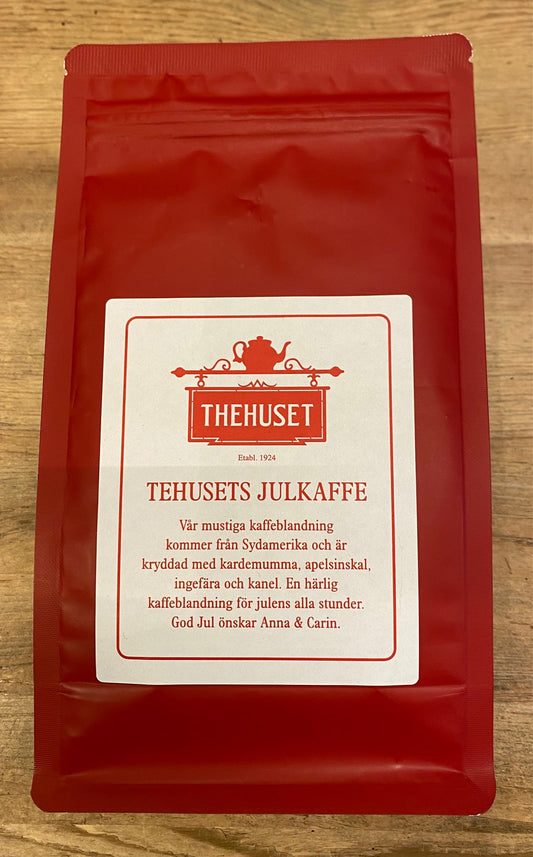 THEHUSET
Etabl. 1924
TEHUSETS JULKAFFE
Vår mustiga kaffeblandning
kommer från Sydamerika och är
kryddad med kardemumma, apelsinskal,
ingefära och kanel. En härlig
kaffeblandning för julens alla stunder.
God Jul önskar Anna & Carin.